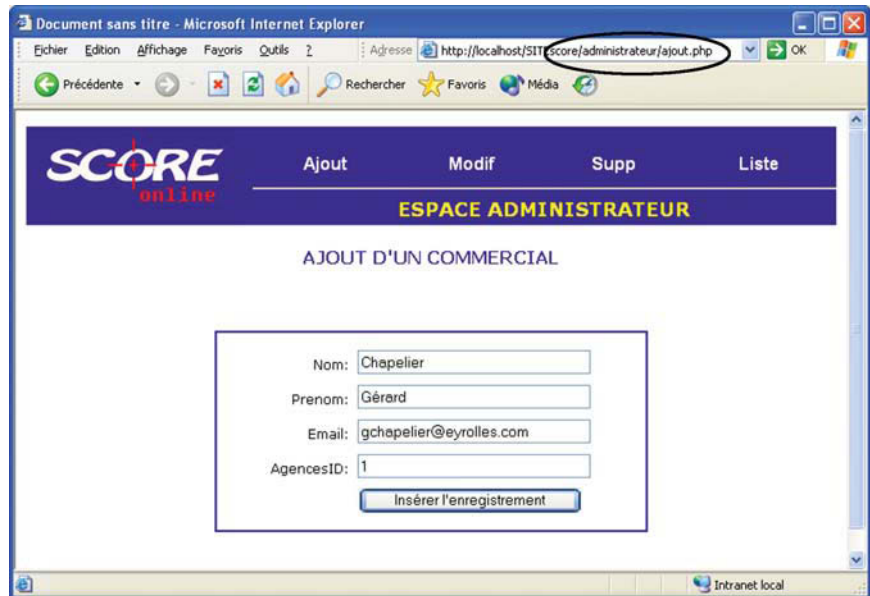 Document sans titre - Microsoft Internet Explorer
Fichier Edition Affichage Favoris Outils ? Adresse http://localhost/SITEscore/administrateur/ajout.php OK
Précédente Rechercher Favoris Média
SCORE
online
Ajout Modif Supp Liste
ESPACE ADMINISTRATEUR
AJOUT D'UN COMMERCIAL
Nom: Chapelier
Prenom: Gérard
Email: gchapelier@eyrolles.com
AgencesID: 1
Insérer l'enregistrement
Intranet local